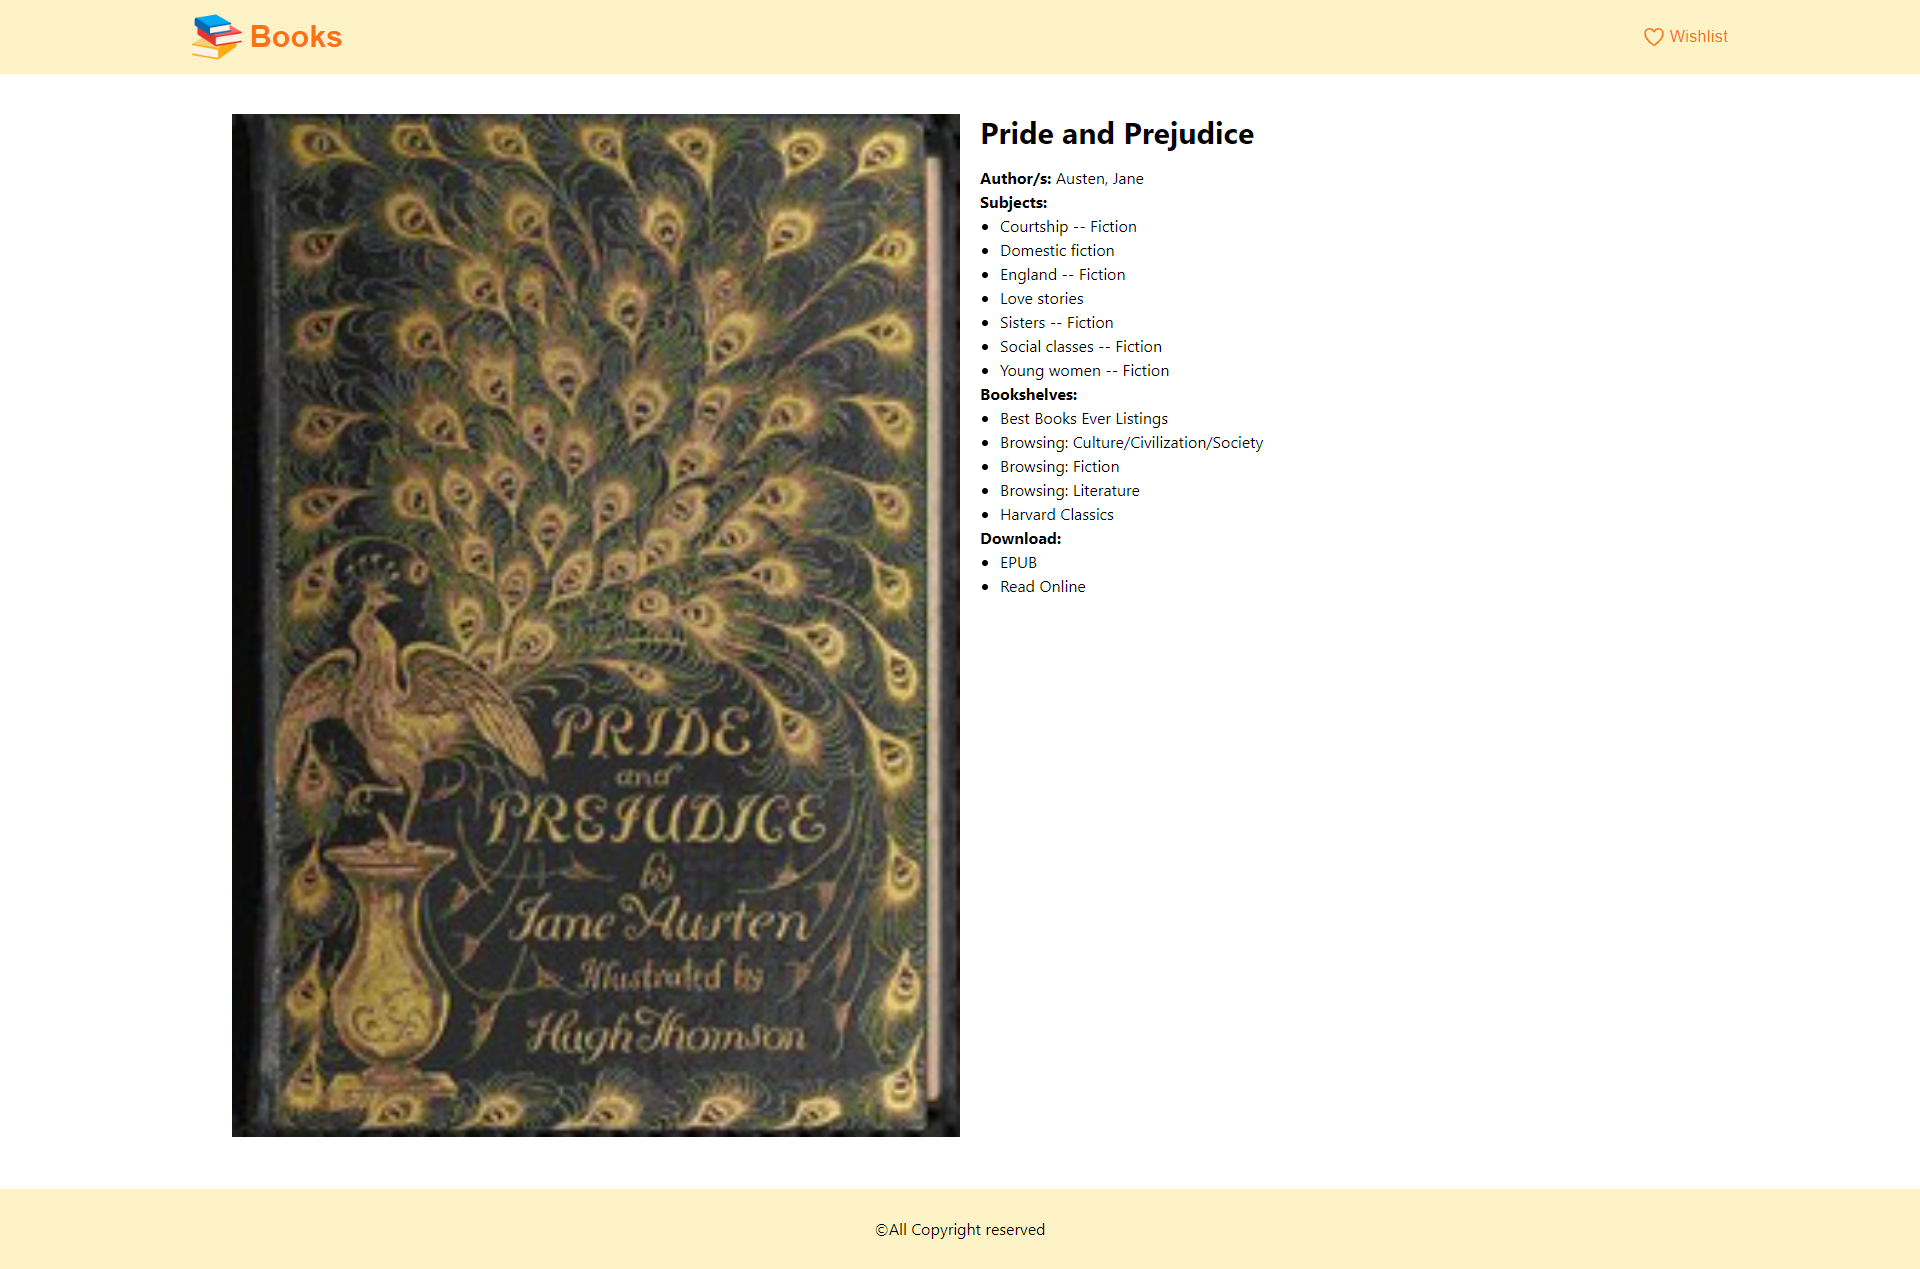 Books
Wishlist
PRIDE
and
PREJUDICE
by
Jane Austen
Illustrated by
Hugh Thomson
Pride and Prejudice
Author/s: Austen, Jane
Subjects:
Courtship -- Fiction
Domestic fiction
England -- Fiction
Love stories
Sisters -- Fiction
Social classes -- Fiction
Young women -- Fiction
Bookshelves:
Best Books Ever Listings
Browsing: Culture/Civilization/Society
Browsing: Fiction
Browsing: Literature
Harvard Classics
Download:
EPUB
Read Online
©All Copyright reserved